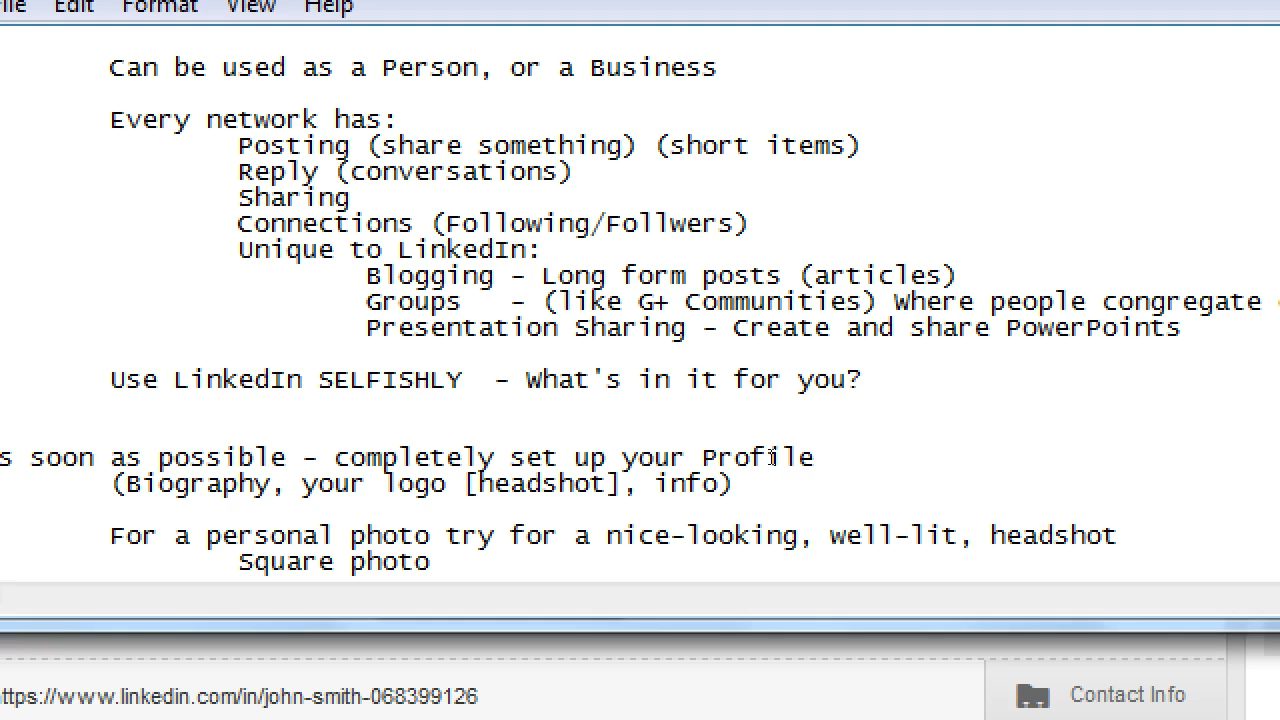 File Edit Format View Help
Can be used as a Person, or a Business
Every network has:
Posting (share something) (short items)
Reply (conversations)
Sharing
Connections (Following/Follwers)
Unique to LinkedIn:
Blogging – Long form posts (articles)
Groups – (like G+ Communities) Where people congregate
Presentation Sharing – Create and share PowerPoints
Use LinkedIn SELFISHLY – What's in it for you?
s soon as possible – completely set up your Profile
(Biography, your logo [headshot], info)
For a personal photo try for a nice-looking, well-lit, headshot
Square photo
ttps://www.linkedin.com/in/john-smith-068399126
Contact Info